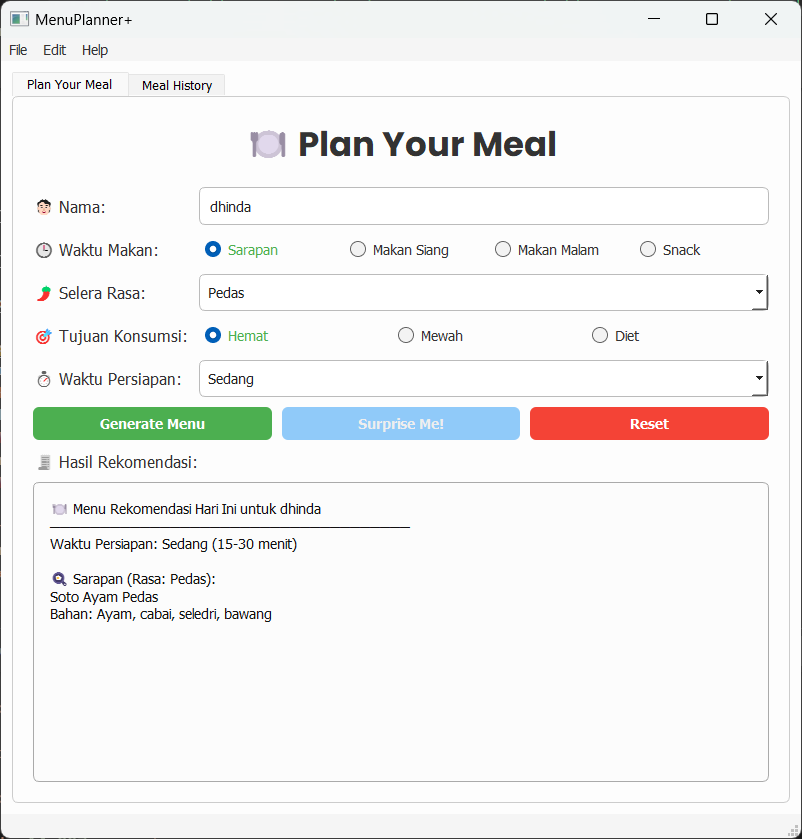 MenuPlanner+
File Edit Help
Plan Your Meal Meal History
Plan Your Meal
Nama: dhinda
Waktu Makan: Sarapan Makan Siang Makan Malam Snack
Selera Rasa: Pedas
Tujuan Konsumsi: Hemat Mewah Diet
Waktu Persiapan: Sedang
Generate Menu Surprise Me! Reset
Hasil Rekomendasi:
Menu Rekomendasi Hari Ini untuk dhinda
Waktu Persiapan: Sedang (15-30 menit)
Sarapan (Rasa: Pedas):
Soto Ayam Pedas
Bahan: Ayam, cabai, seledri, bawang